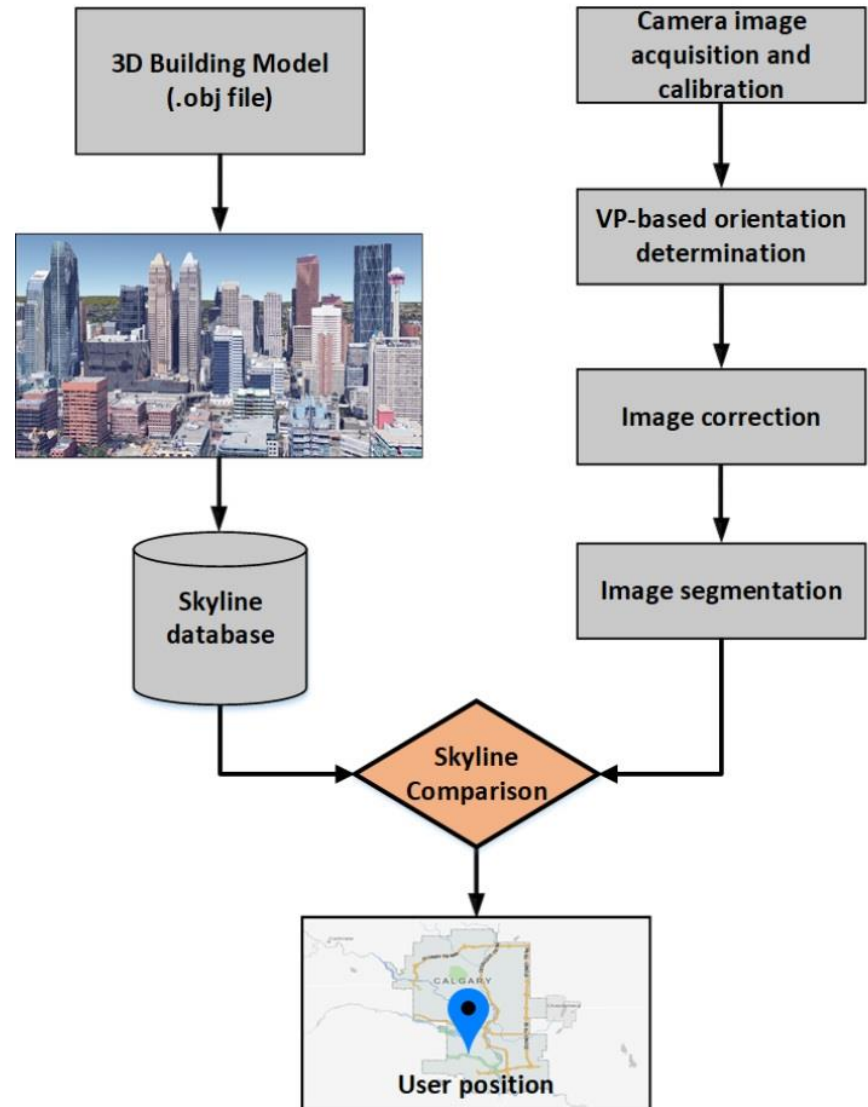 3D Building Model
(.obj file)
Camera image
acquisition and
calibration
VP-based orientation
determination
Image correction
Image segmentation
Skyline
database
Skyline
Comparison
CALGARY
User position